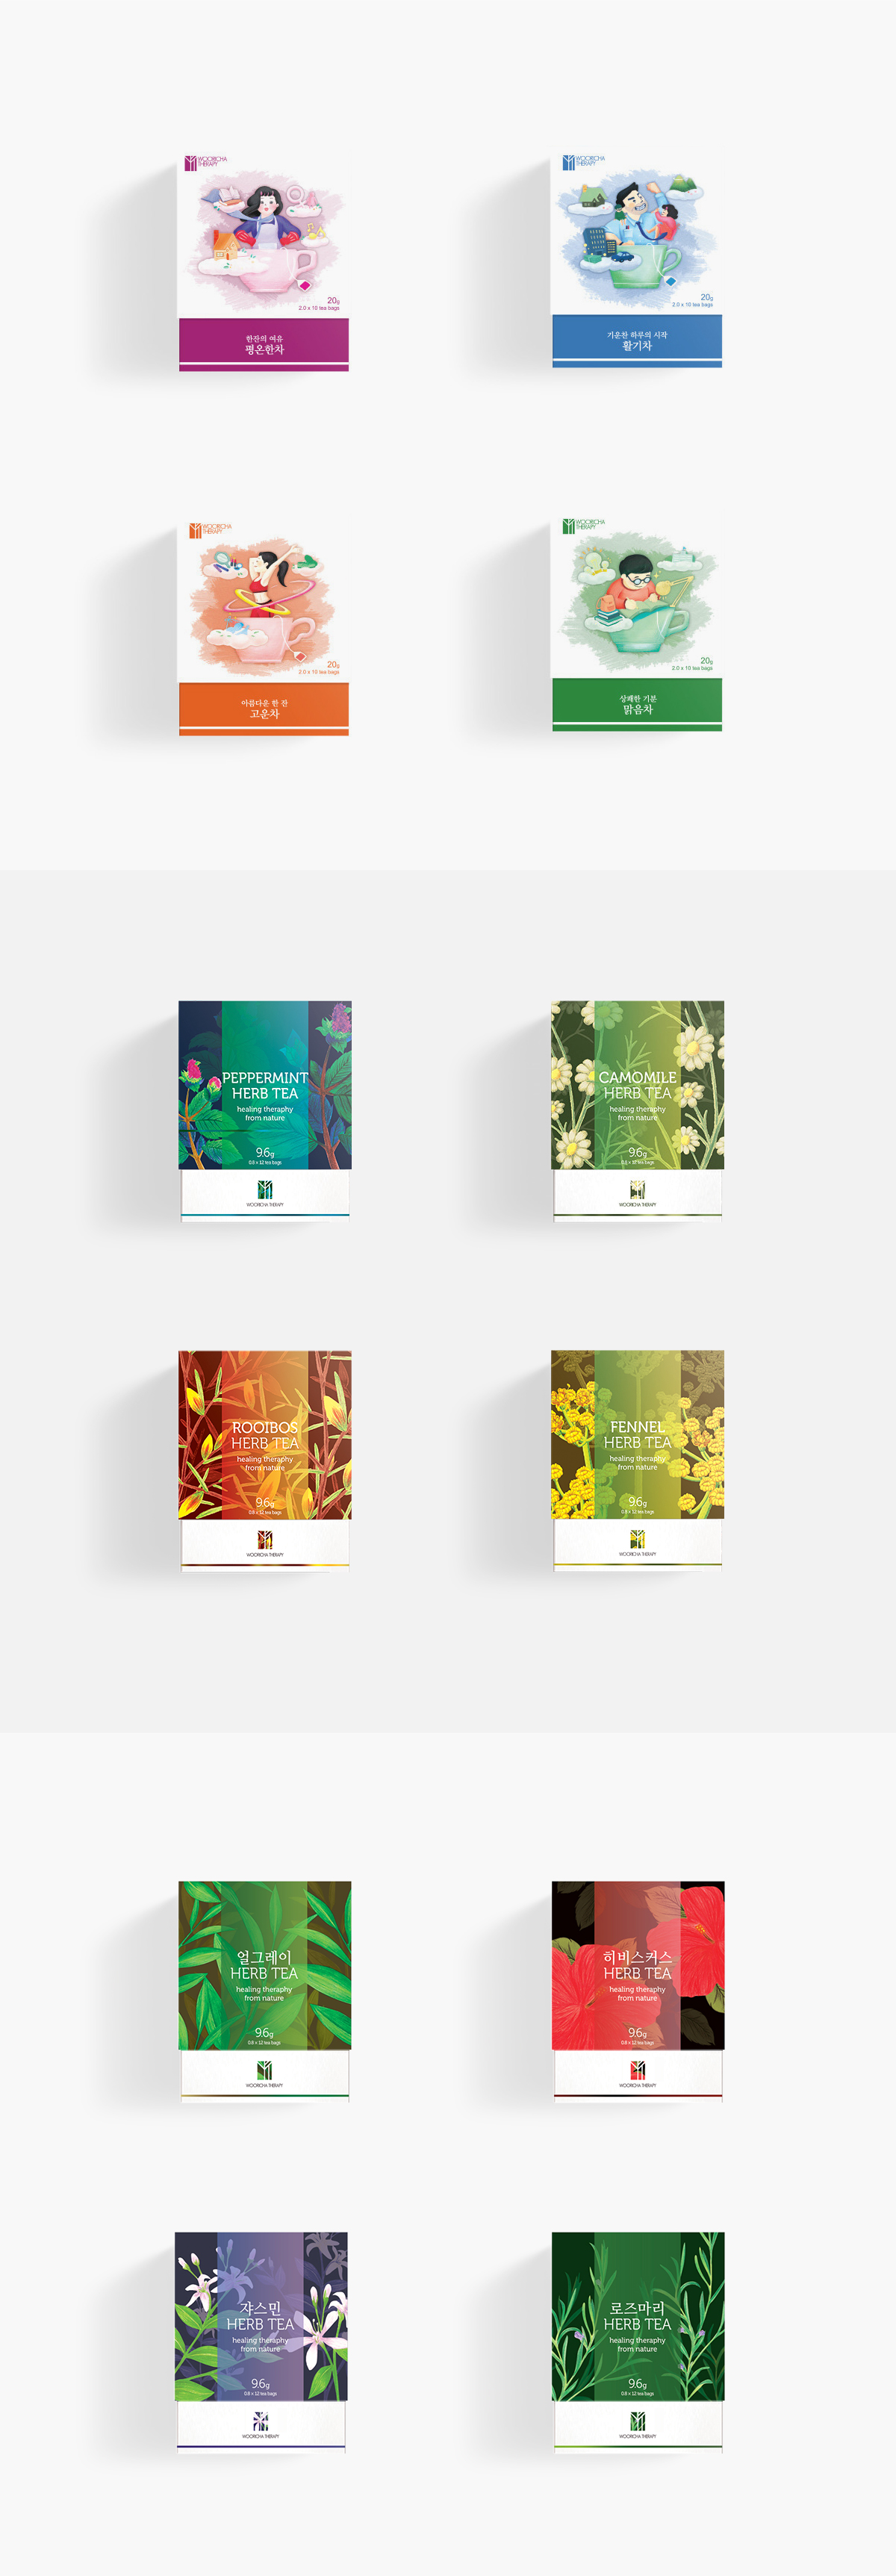 WOORICHA
THERAPY
20g
2.0 x 10 tea bags
한잔의 여유
평온한차
WOORICHA
THERAPY
20g
2.0 x 10 tea bags
기운찬 하루의 시작
활기차
WOORICHA
THERAPY
20g
2.0 x 10 tea bags
아름다운 한 잔
고운차
WOORICHA
THERAPY
20g
2.0 x 10 tea bags
상쾌한 기분
맑음차
PEPPERMINT
HERB TEA
healing theraphy
from nature
9.6g
0.8 x 12 tea bags
WOORICHA THERAPY
CAMOMILE
HERB TEA
healing theraphy
from nature
9.6g
0.8 x 12 tea bags
WOORICHA THERAPY
ROOIBOS
HERB TEA
healing theraphy
from nature
9.6g
0.8 x 12 tea bags
WOORICHA THERAPY
FENNEL
HERB TEA
healing theraphy
from nature
9.6g
0.8 x 12 tea bags
WOORICHA THERAPY
얼그레이
HERB TEA
healing theraphy
from nature
9.6g
0.8 x 12 tea bags
WOORICHA THERAPY
히비스커스
HERB TEA
healing theraphy
from nature
9.6g
0.8 x 12 tea bags
WOORICHA THERAPY
쟈스민
HERB TEA
healing theraphy
from nature
9.6g
0.8 x 12 tea bags
WOORICHA THERAPY
로즈마리
HERB TEA
healing theraphy
from nature
9.6g
0.8 x 12 tea bags
WOORICHA THERAPY